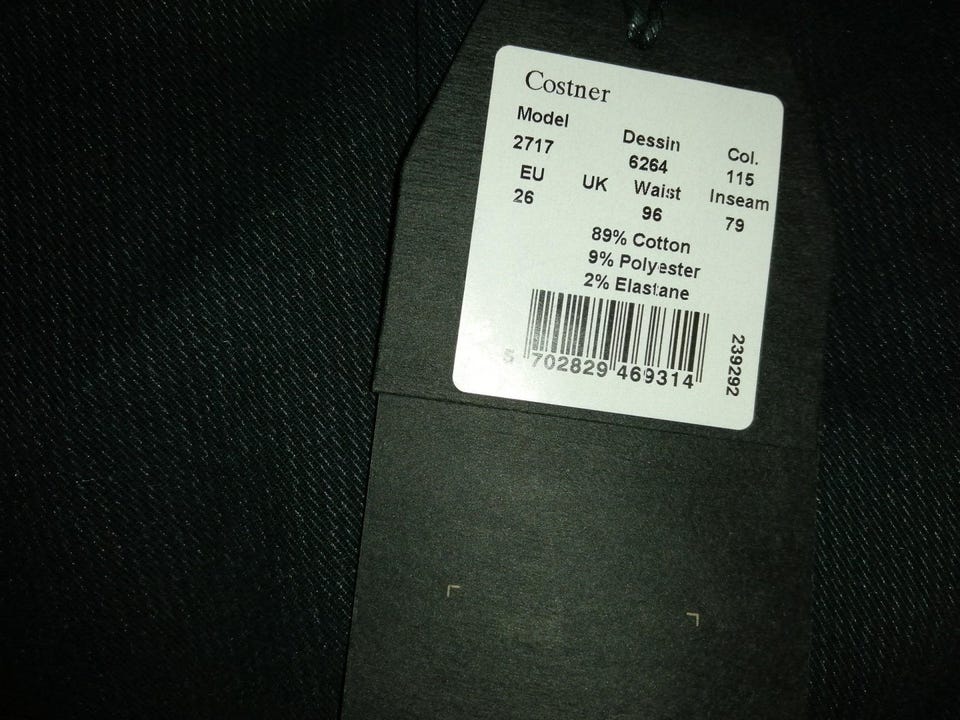 Costner
Model Dessin Col.
2717 6264 115
EU UK Waist Inseam
26 96 79
89% Cotton
9% Polyester
2% Elastane
5 702829 469314
239292